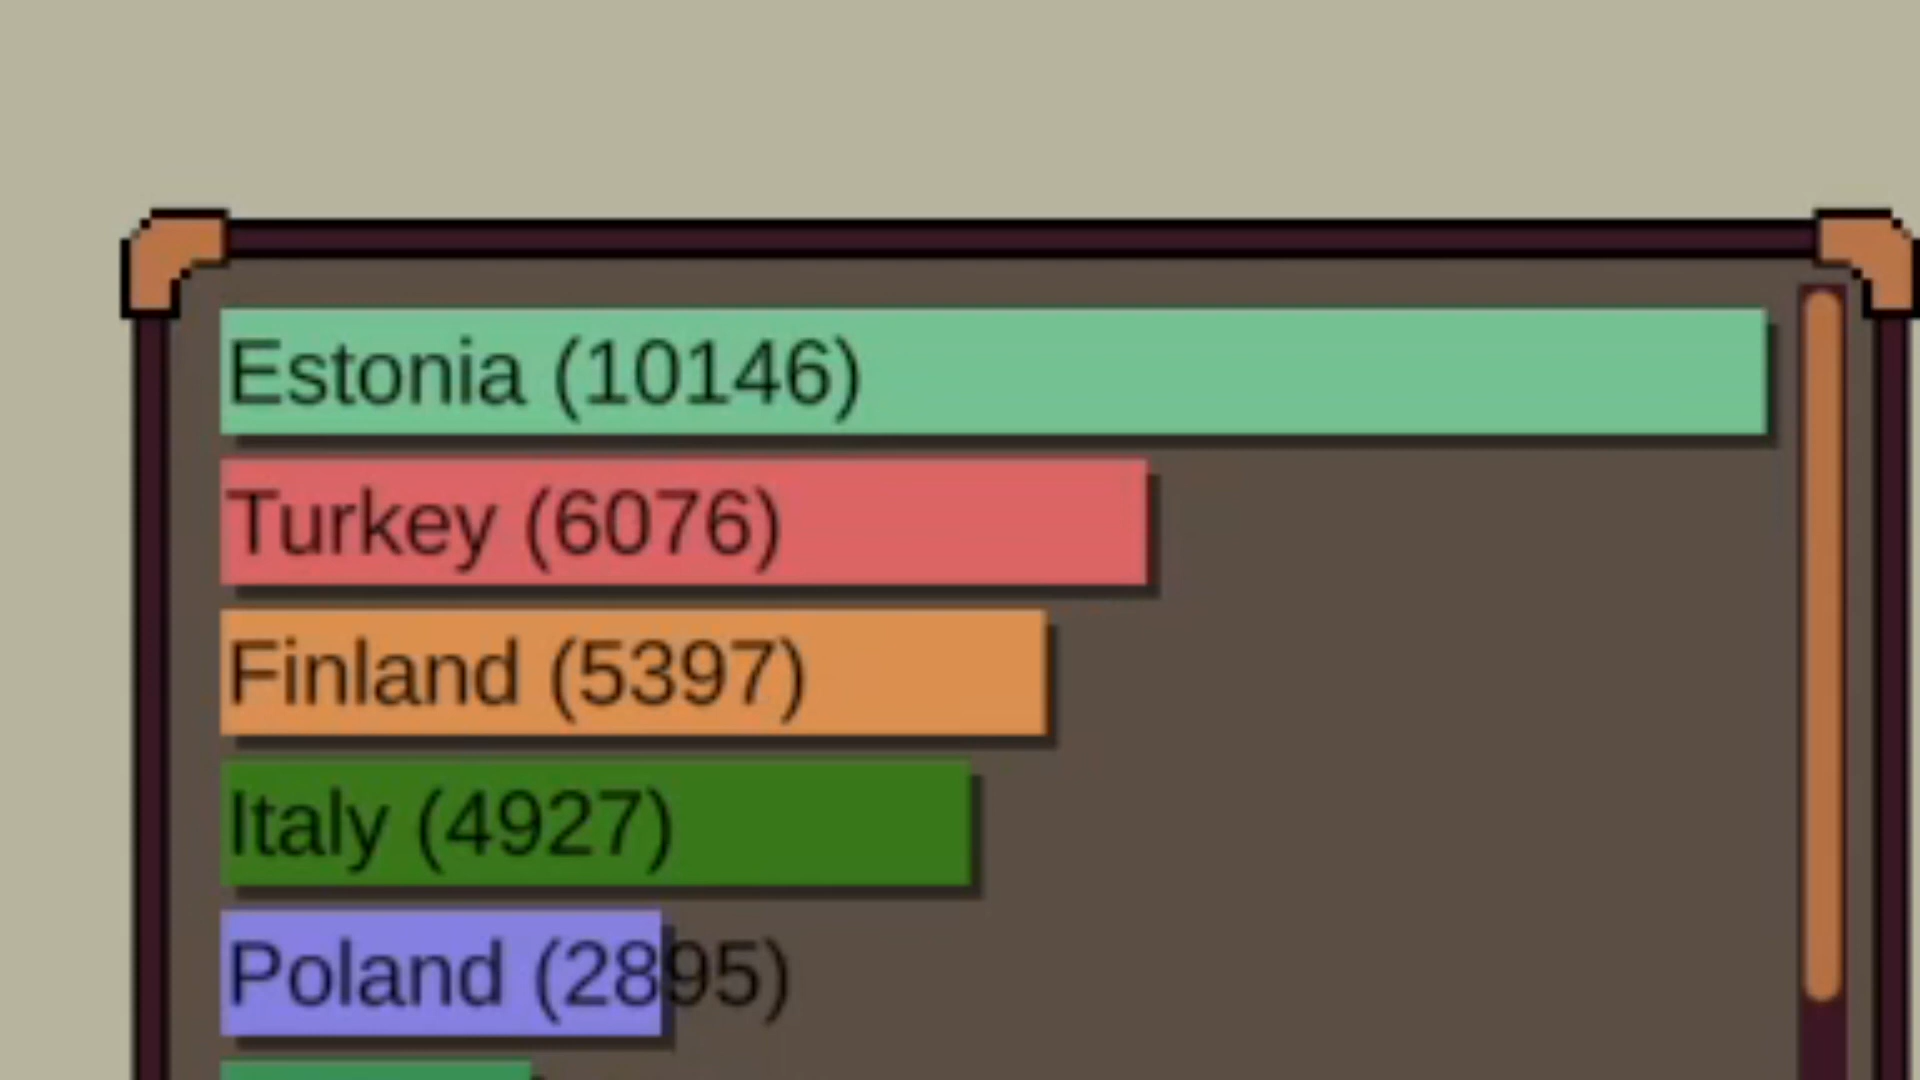 Estonia (10146)
Turkey (6076)
Finland (5397)
Italy (4927)
Poland (2895)